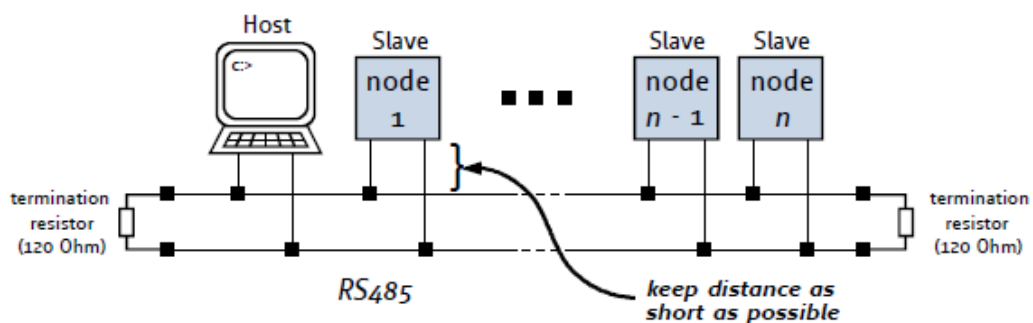 Host
C:>
Slave
node
1
Slave
node
n - 1
Slave
node
n
termination
resistor
(120 Ohm)
termination
resistor
(120 Ohm)
RS485
keep distance as
short as possible